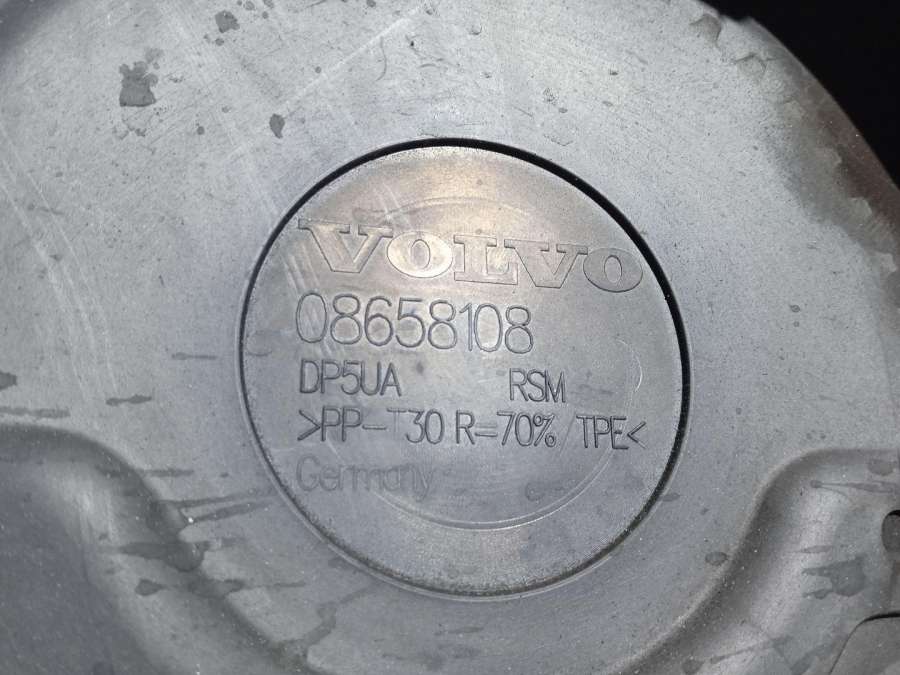 VOLVO
08658108
DP5UA RSM
>PP-T30 R=70% /TPE<
Germany